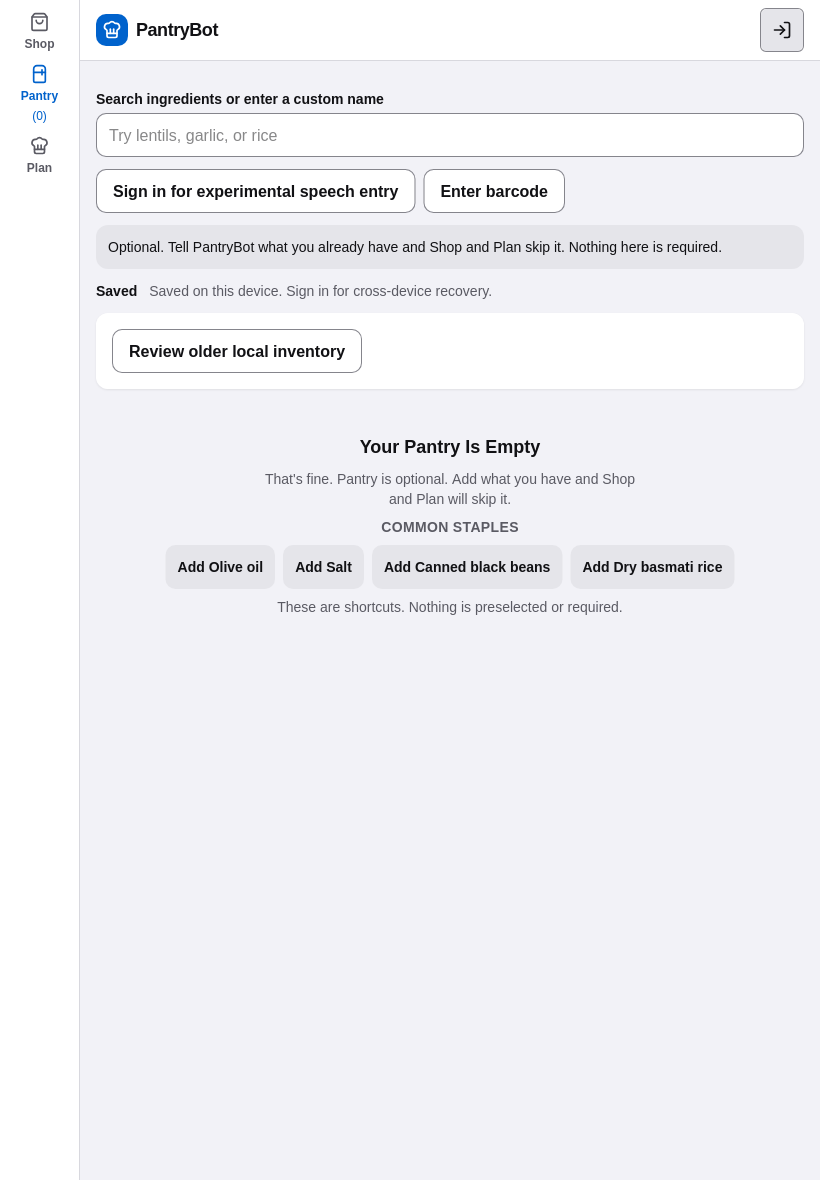 Shop
Pantry
(0)
Plan
PantryBot
Search ingredients or enter a custom name
Try lentils, garlic, or rice
Sign in for experimental speech entry
Enter barcode
Optional. Tell PantryBot what you already have and Shop and Plan skip it. Nothing here is required.
Saved Saved on this device. Sign in for cross-device recovery.
Review older local inventory
Your Pantry Is Empty
That's fine. Pantry is optional. Add what you have and Shop
and Plan will skip it.
COMMON STAPLES
Add Olive oil
Add Salt
Add Canned black beans
Add Dry basmati rice
These are shortcuts. Nothing is preselected or required.